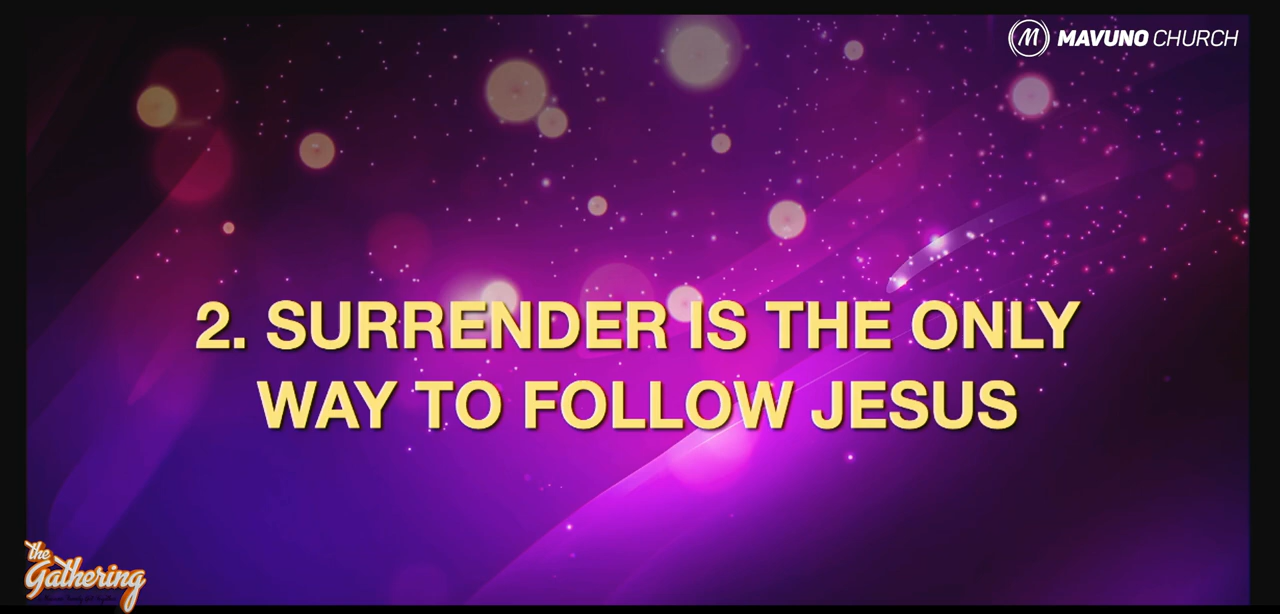 MAVUNO CHURCH
2. SURRENDER IS THE ONLY
WAY TO FOLLOW JESUS
the
Gathering